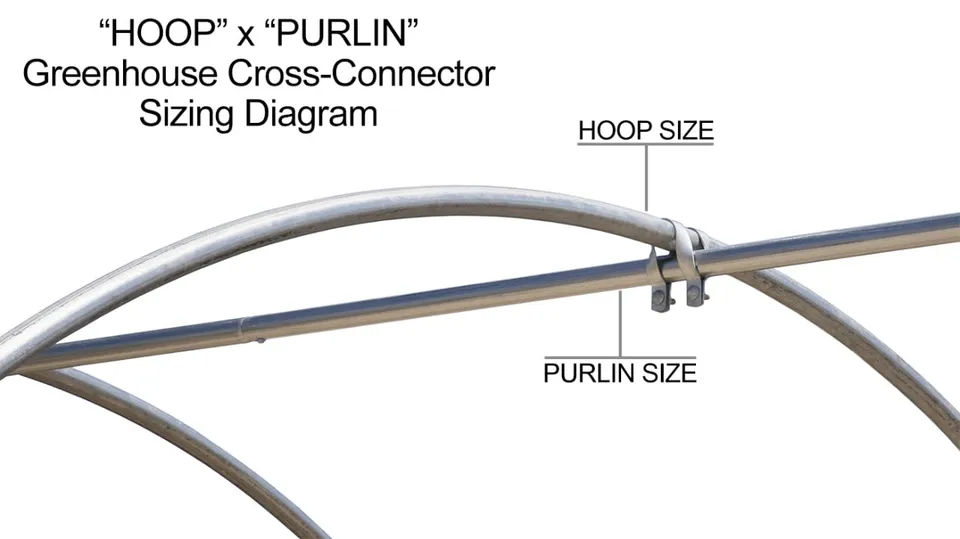 “HOOP” x “PURLIN”
Greenhouse Cross-Connector
Sizing Diagram
HOOP SIZE
PURLIN SIZE